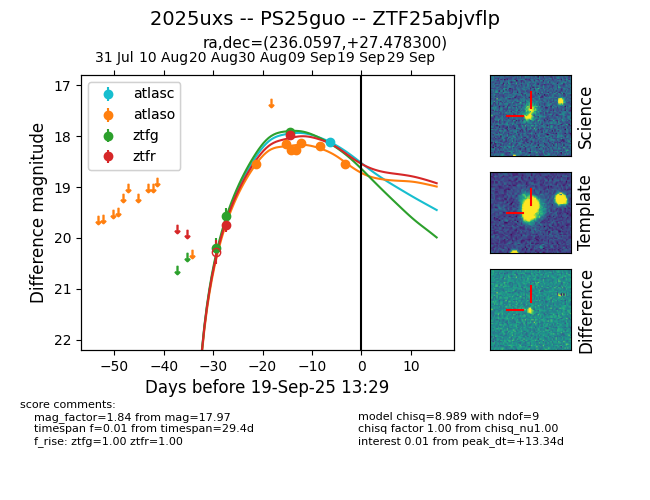 2025uxs -- PS25guo -- ZTF25abjvflp
ra,dec=(236.0597,+27.478300)
31 Jul 10 Aug 20 Aug 30 Aug 09 Sep 19 Sep 29 Sep
17
18
19
20
21
22
Difference magnitude
atlasc
atlaso
ztfg
ztfr
−50 −40 −30 −20 −10 0 10
Days before 19-Sep-25 13:29
Science
Template
Difference
score comments:
mag_factor=1.84 from mag=17.97
timespan f=0.01 from timespan=29.4d
f_rise: ztfg=1.00 ztfr=1.00
model chisq=8.989 with ndof=9
chisq factor 1.00 from chisq_nu1.00
interest 0.01 from peak_dt=+13.34d